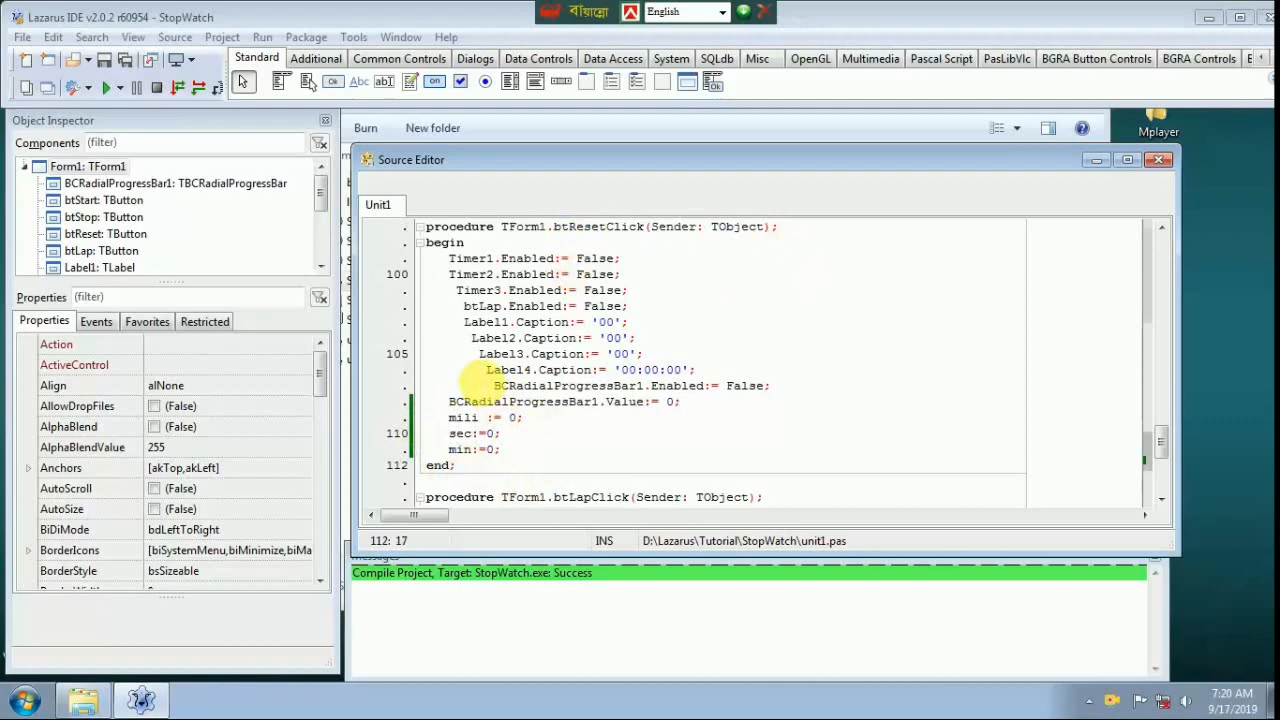 Lazarus IDE v2.0.2 r60954 - StopWatch
বায়ান্নো
English
File Edit Search View Source Project Run Package Tools Window Help
Standard Additional Common Controls Dialogs Data Controls Data Access System SQLdb Misc OpenGL Multimedia Pascal Script PasLibVlc BGRA Button Controls BGRA Controls
Ok Abc ab] on Ok
Object Inspector
Components (filter)
Form1: TForm1
BCRadialProgressBar1: TBCRadialProgressBar
btStart: TButton
btStop: TButton
btReset: TButton
btLap: TButton
Label1: TLabel
Properties (filter)
Properties Events Favorites Restricted
Action
ActiveControl
Align alNone
AllowDropFiles (False)
AlphaBlend (False)
AlphaBlendValue 255
Anchors [akTop,akLeft]
AutoScroll (False)
AutoSize (False)
BiDiMode bdLeftToRight
BorderIcons [biSystemMenu,biMinimize,biMa
BorderStyle bsSizeable
Burn New folder
Mplayer
Source Editor
Unit1
procedure TForm1.btResetClick(Sender: TObject);
begin
Timer1.Enabled:= False;
100 Timer2.Enabled:= False;
Timer3.Enabled:= False;
btLap.Enabled:= False;
Label1.Caption:= '00';
Label2.Caption:= '00';
105 Label3.Caption:= '00';
Label4.Caption:= '00:00:00';
BCRadialProgressBar1.Enabled:= False;
BCRadialProgressBar1.Value:= 0;
mili := 0;
110 sec:=0;
min:=0;
112 end;
procedure TForm1.btLapClick(Sender: TObject);
112: 17 INS D:\Lazarus\Tutorial\StopWatch\unit1.pas
Compile Project, Target: StopWatch.exe: Success
7:20 AM
9/17/2019